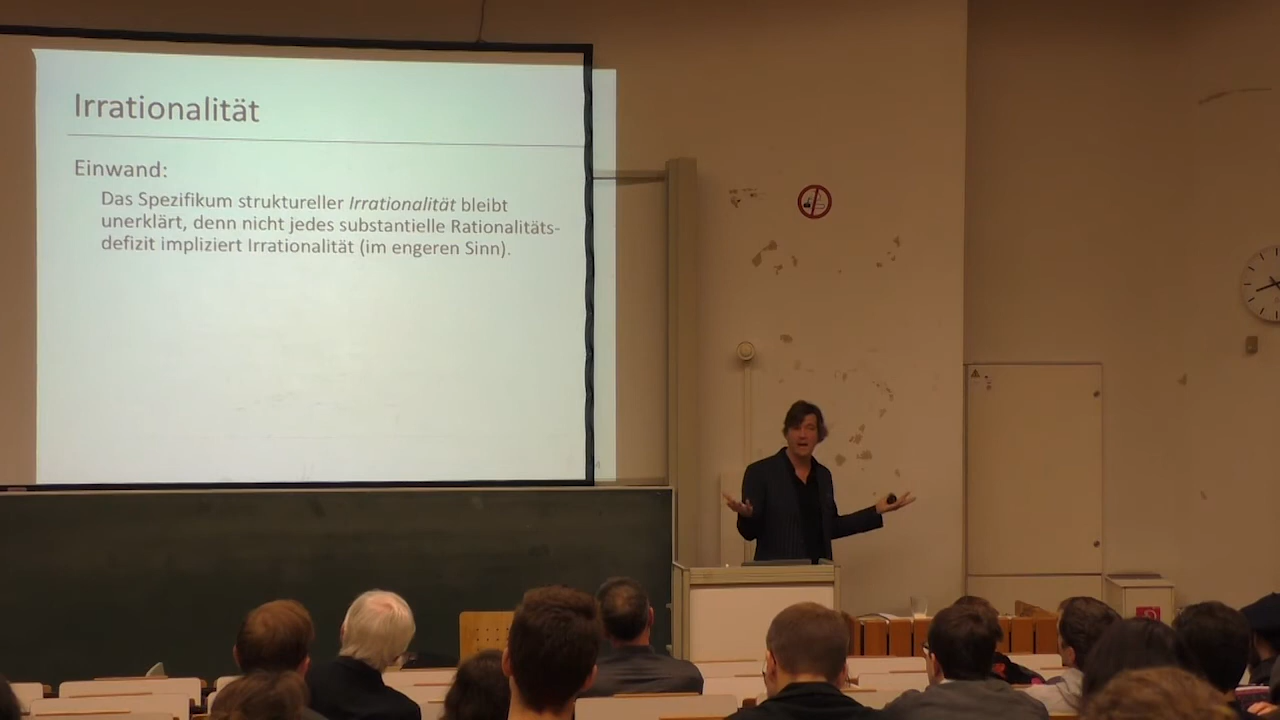 Irrationalität
Einwand:
Das Spezifikum struktureller Irrationalität bleibt
unerklärt, denn nicht jedes substantielle Rationalitäts-
defizit impliziert Irrationalität (im engeren Sinn).